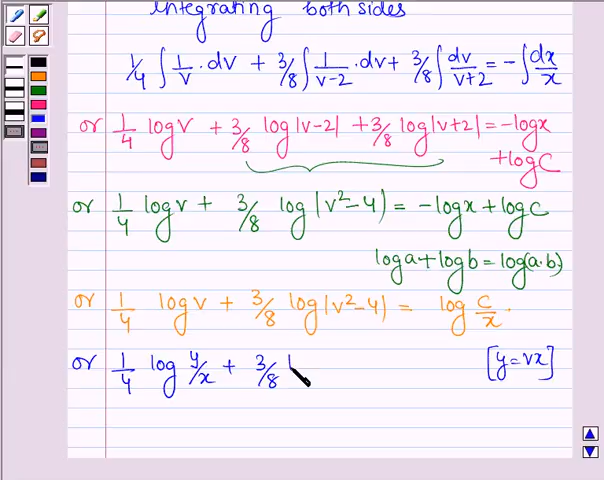 Integrating both sides
1/4 ∫ 1/v · dv + 3/8 ∫ 1/(v-2) · dv + 3/8 ∫ dv/(v+2) = - ∫ dx/x
or 1/4 log v + 3/8 log|v-2| + 3/8 log|v+2| = -log x
+ log C
or 1/4 log v + 3/8 log|v²-4| = -log x + log C
log a + log b = log(a·b)
or 1/4 log v + 3/8 log|v²-4| = log C/x .
or 1/4 log y/x + 3/8 l [y = vx]